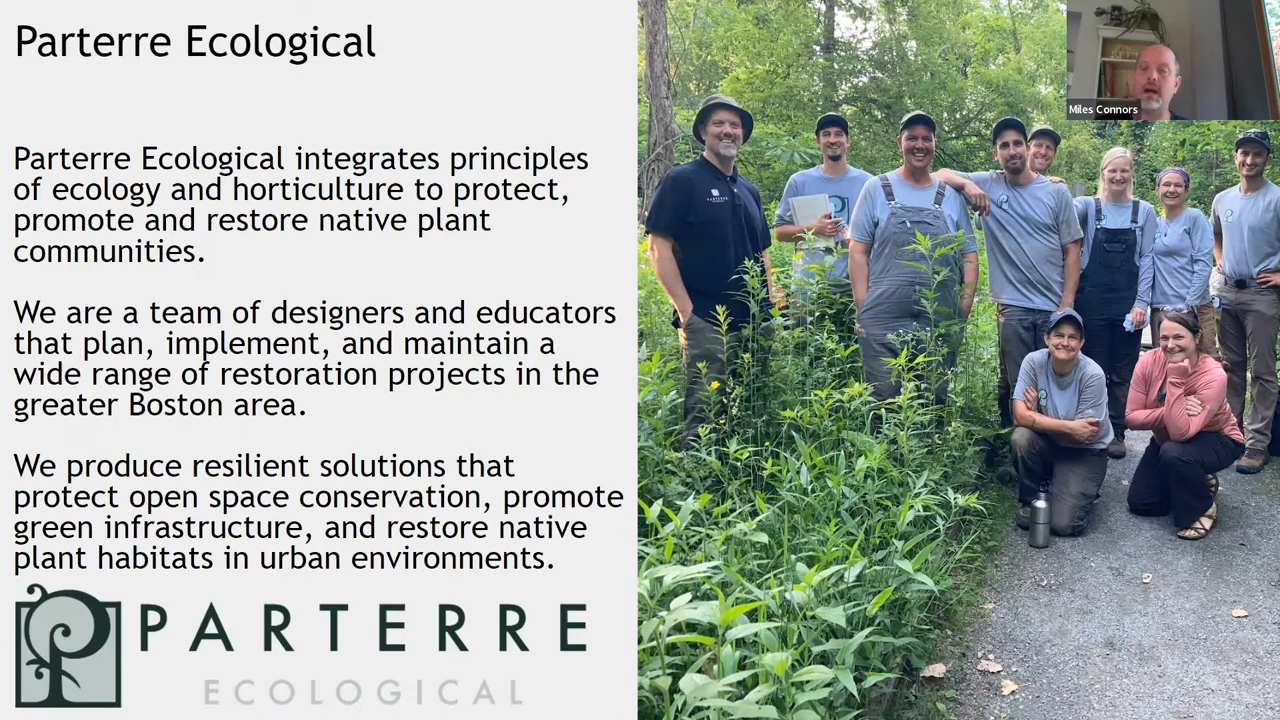 Parterre Ecological
Parterre Ecological integrates principles
of ecology and horticulture to protect,
promote and restore native plant
communities.
We are a team of designers and educators
that plan, implement, and maintain a
wide range of restoration projects in the
greater Boston area.
We produce resilient solutions that
protect open space conservation, promote
green infrastructure, and restore native
plant habitats in urban environments.
PARTERRE
ECOLOGICAL
Miles Connors
PARTERRE